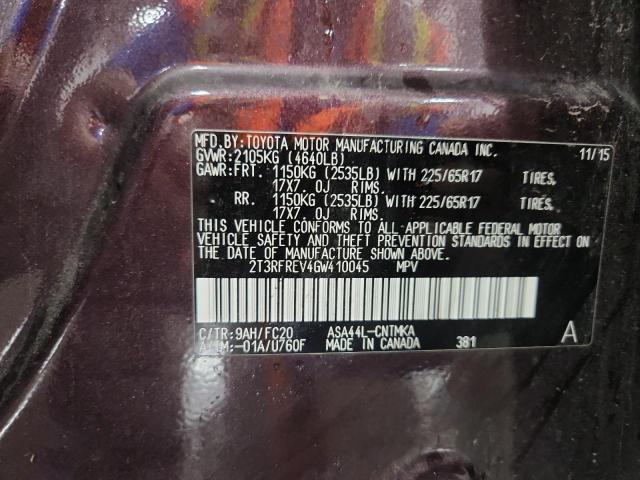 MFD. BY: TOYOTA MOTOR MANUFACTURING CANADA INC. 11/15
GVWR: 2105KG (4640LB)
GAWR: FRT. 1150KG (2535LB) WITH 225/65R17 TIRES,
17X7.0J RIMS.
RR. 1150KG (2535LB) WITH 225/65R17 TIRES,
17X7.0J RIMS.
THIS VEHICLE CONFORMS TO ALL APPLICABLE FEDERAL MOTOR
VEHICLE SAFETY AND THEFT PREVENTION STANDARDS IN EFFECT ON
THE DATE OF MANUFACTURE SHOWN ABOVE.
2T3RFREV4GW410045 MPV
C/TR: 9AH/FC20 ASA44L-CNTMKA
A/TM: -01A/U760F MADE IN CANADA 381 A